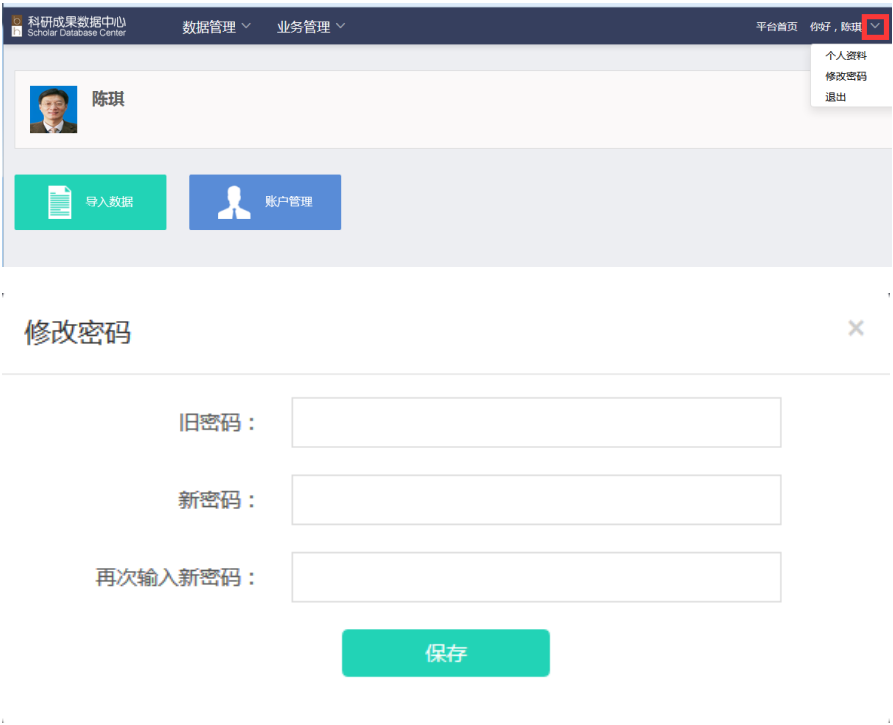 科研成果数据中心
Scholar Database Center
数据管理
业务管理
平台首页
你好，陈琪
个人资料
修改密码
退出
陈琪
导入数据
账户管理
修改密码
×
旧密码：
新密码：
再次输入新密码：
保存